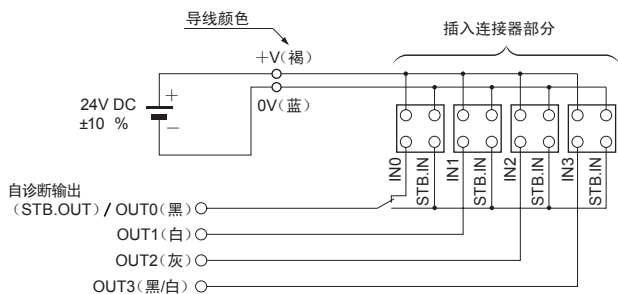 导线颜色
插入连接器部分
+V(褐)
+
24V DC
±10 %
−
0V(蓝)
IN0
STB.IN
IN1
STB.IN
IN2
STB.IN
IN3
STB.IN
自诊断输出
(STB.OUT)/OUT0(黑)
OUT1(白)
OUT2(灰)
OUT3(黑/白)